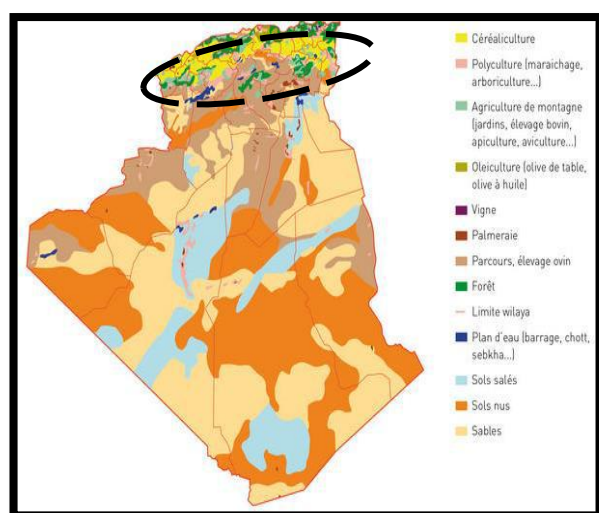 Céréaliculture
Polyculture (maraichage,
arboriculture...)
Agriculture de montagne
(jardins, élevage bovin,
apiculture, aviculture...)
Oleiculture (olive de table,
olive à huile)
Vigne
Palmeraie
Parcours, élevage ovin
Forêt
Limite wilaya
Plan d'eau (barrage, chott,
sebkha...)
Sols salés
Sols nus
Sables